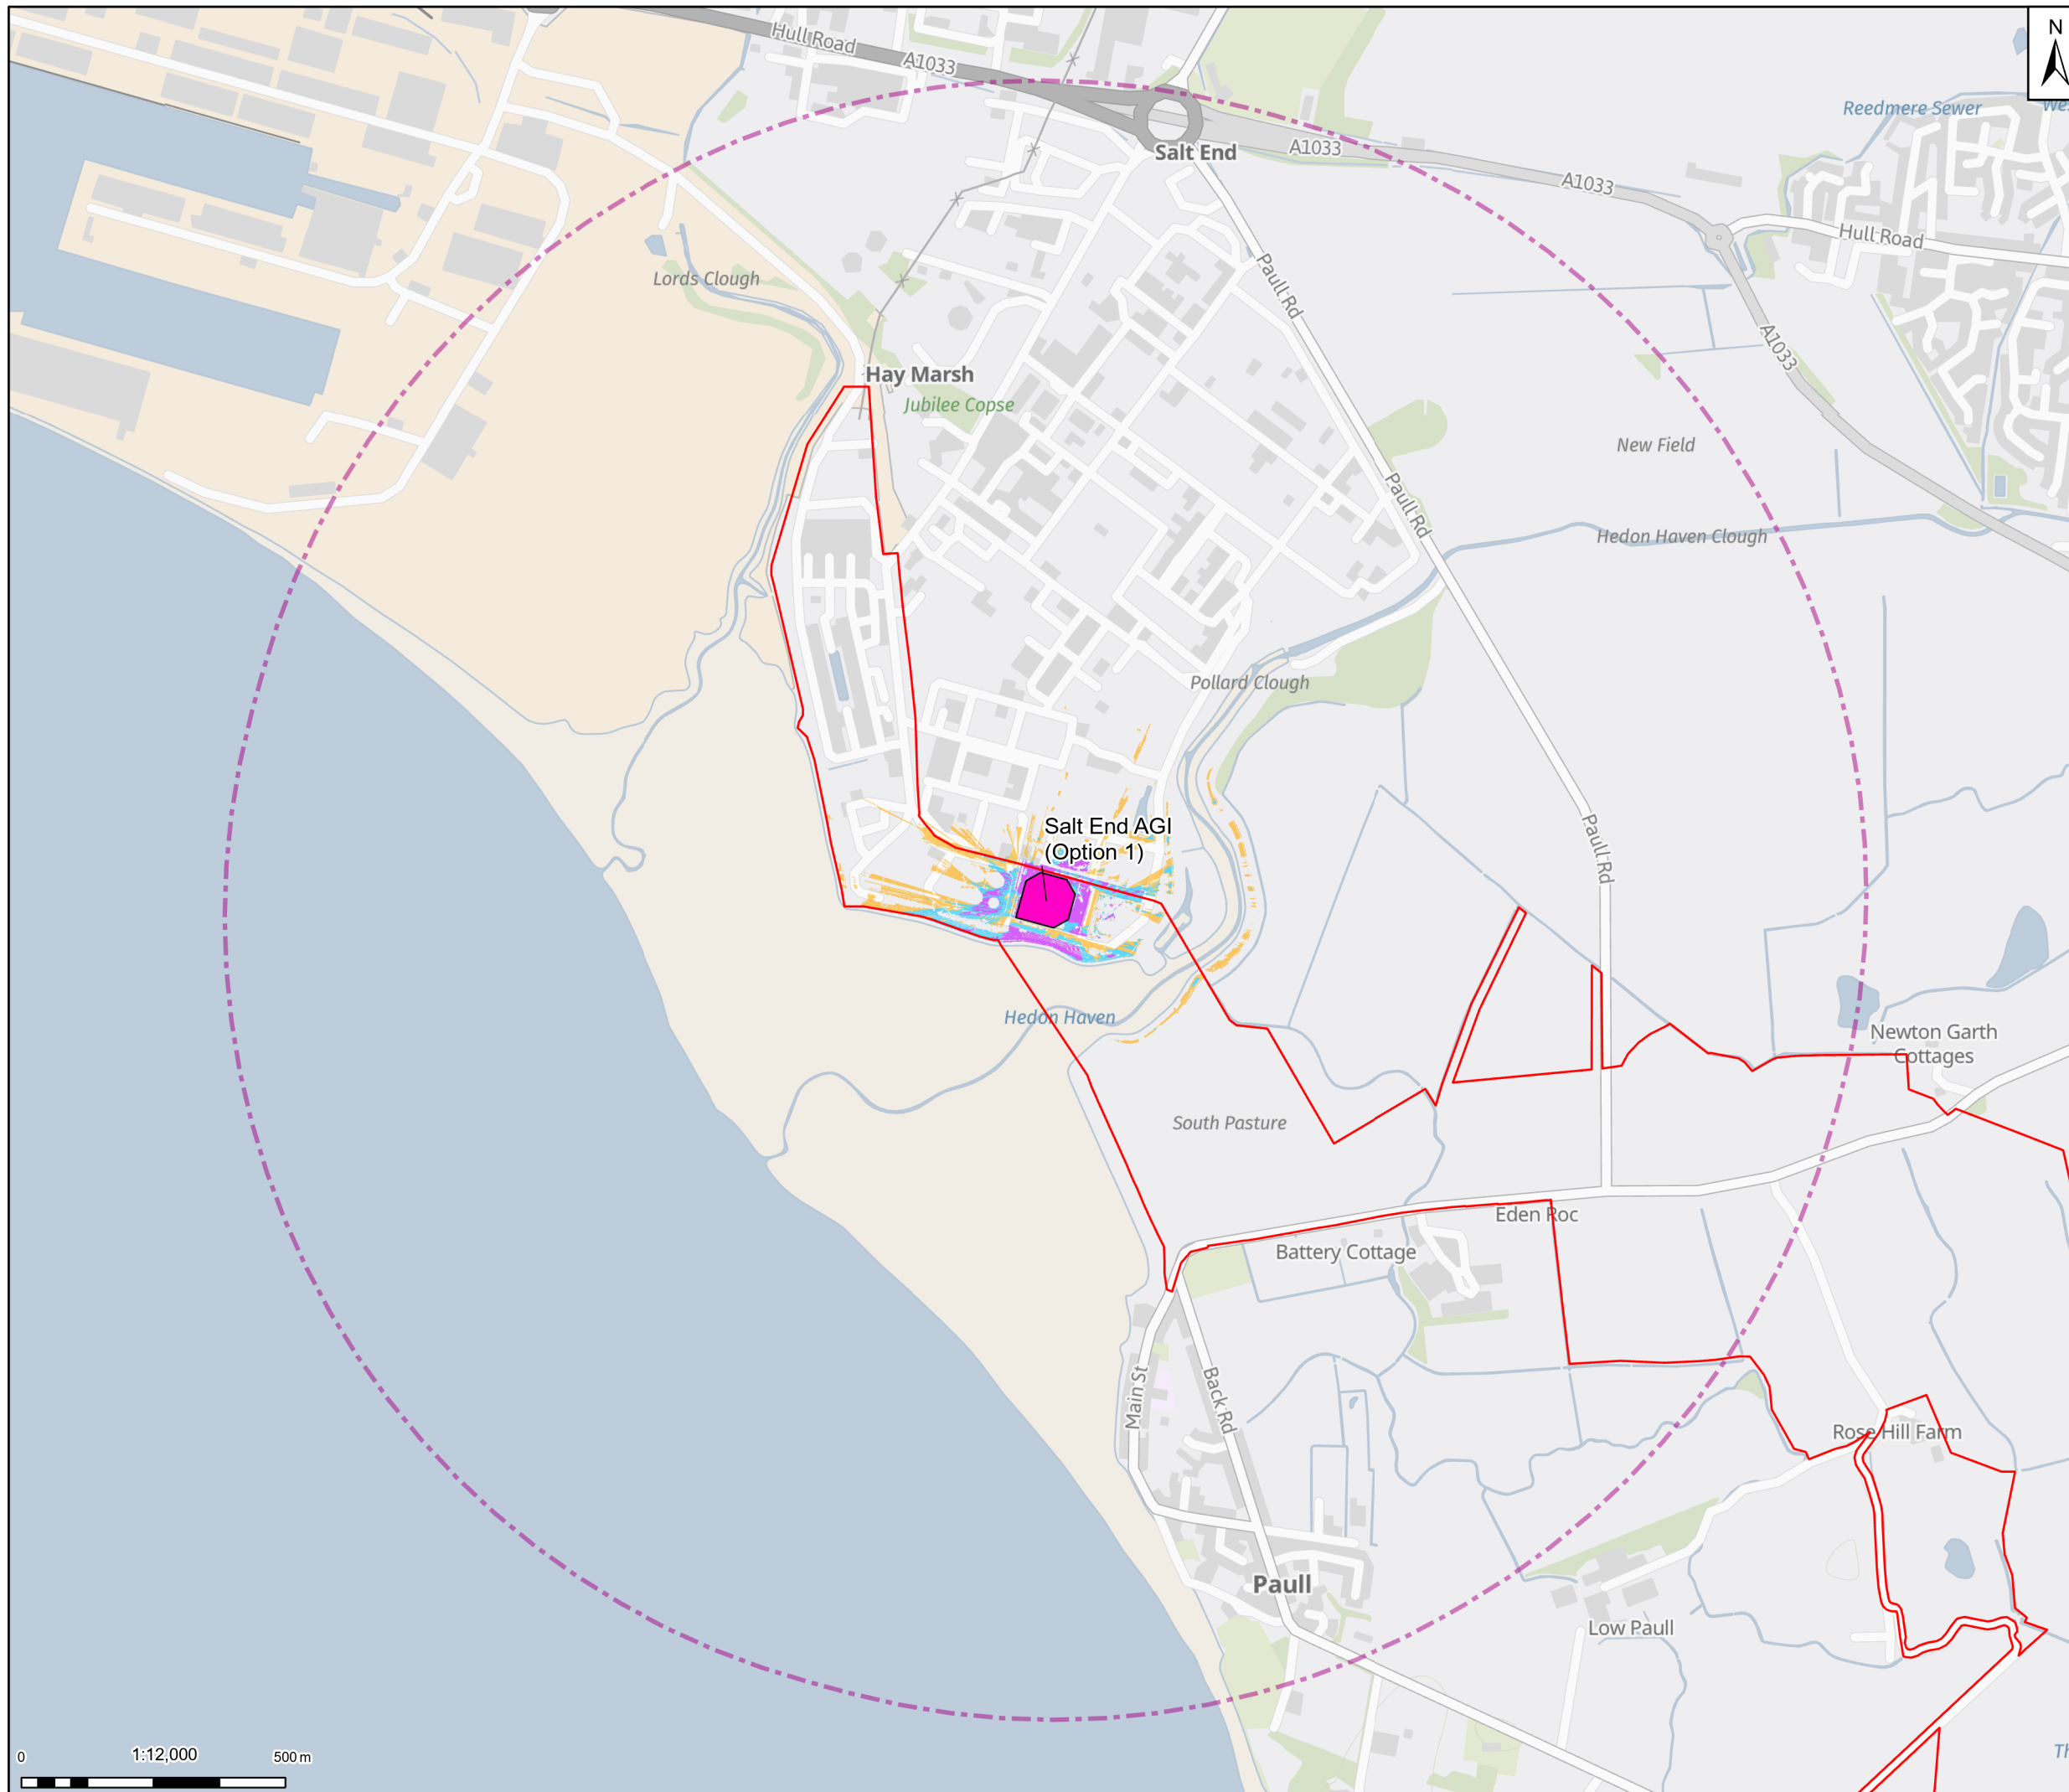 N
Hull Road
A1033
Reedmere Sewer
Salt End
A1033
A1033
Hull Road
Lords Clough
Paull Rd
A1033
Hay Marsh
Jubilee Copse
New Field
Paull Rd
Hedon Haven Clough
Pollard Clough
Salt End AGI
(Option 1)
Paull Rd
Hedon Haven
Newton Garth
Cottages
South Pasture
Eden Roc
Battery Cottage
Main St
Back Rd
Rose Hill Farm
Paull
Low Paull
0
1:12,000
500 m